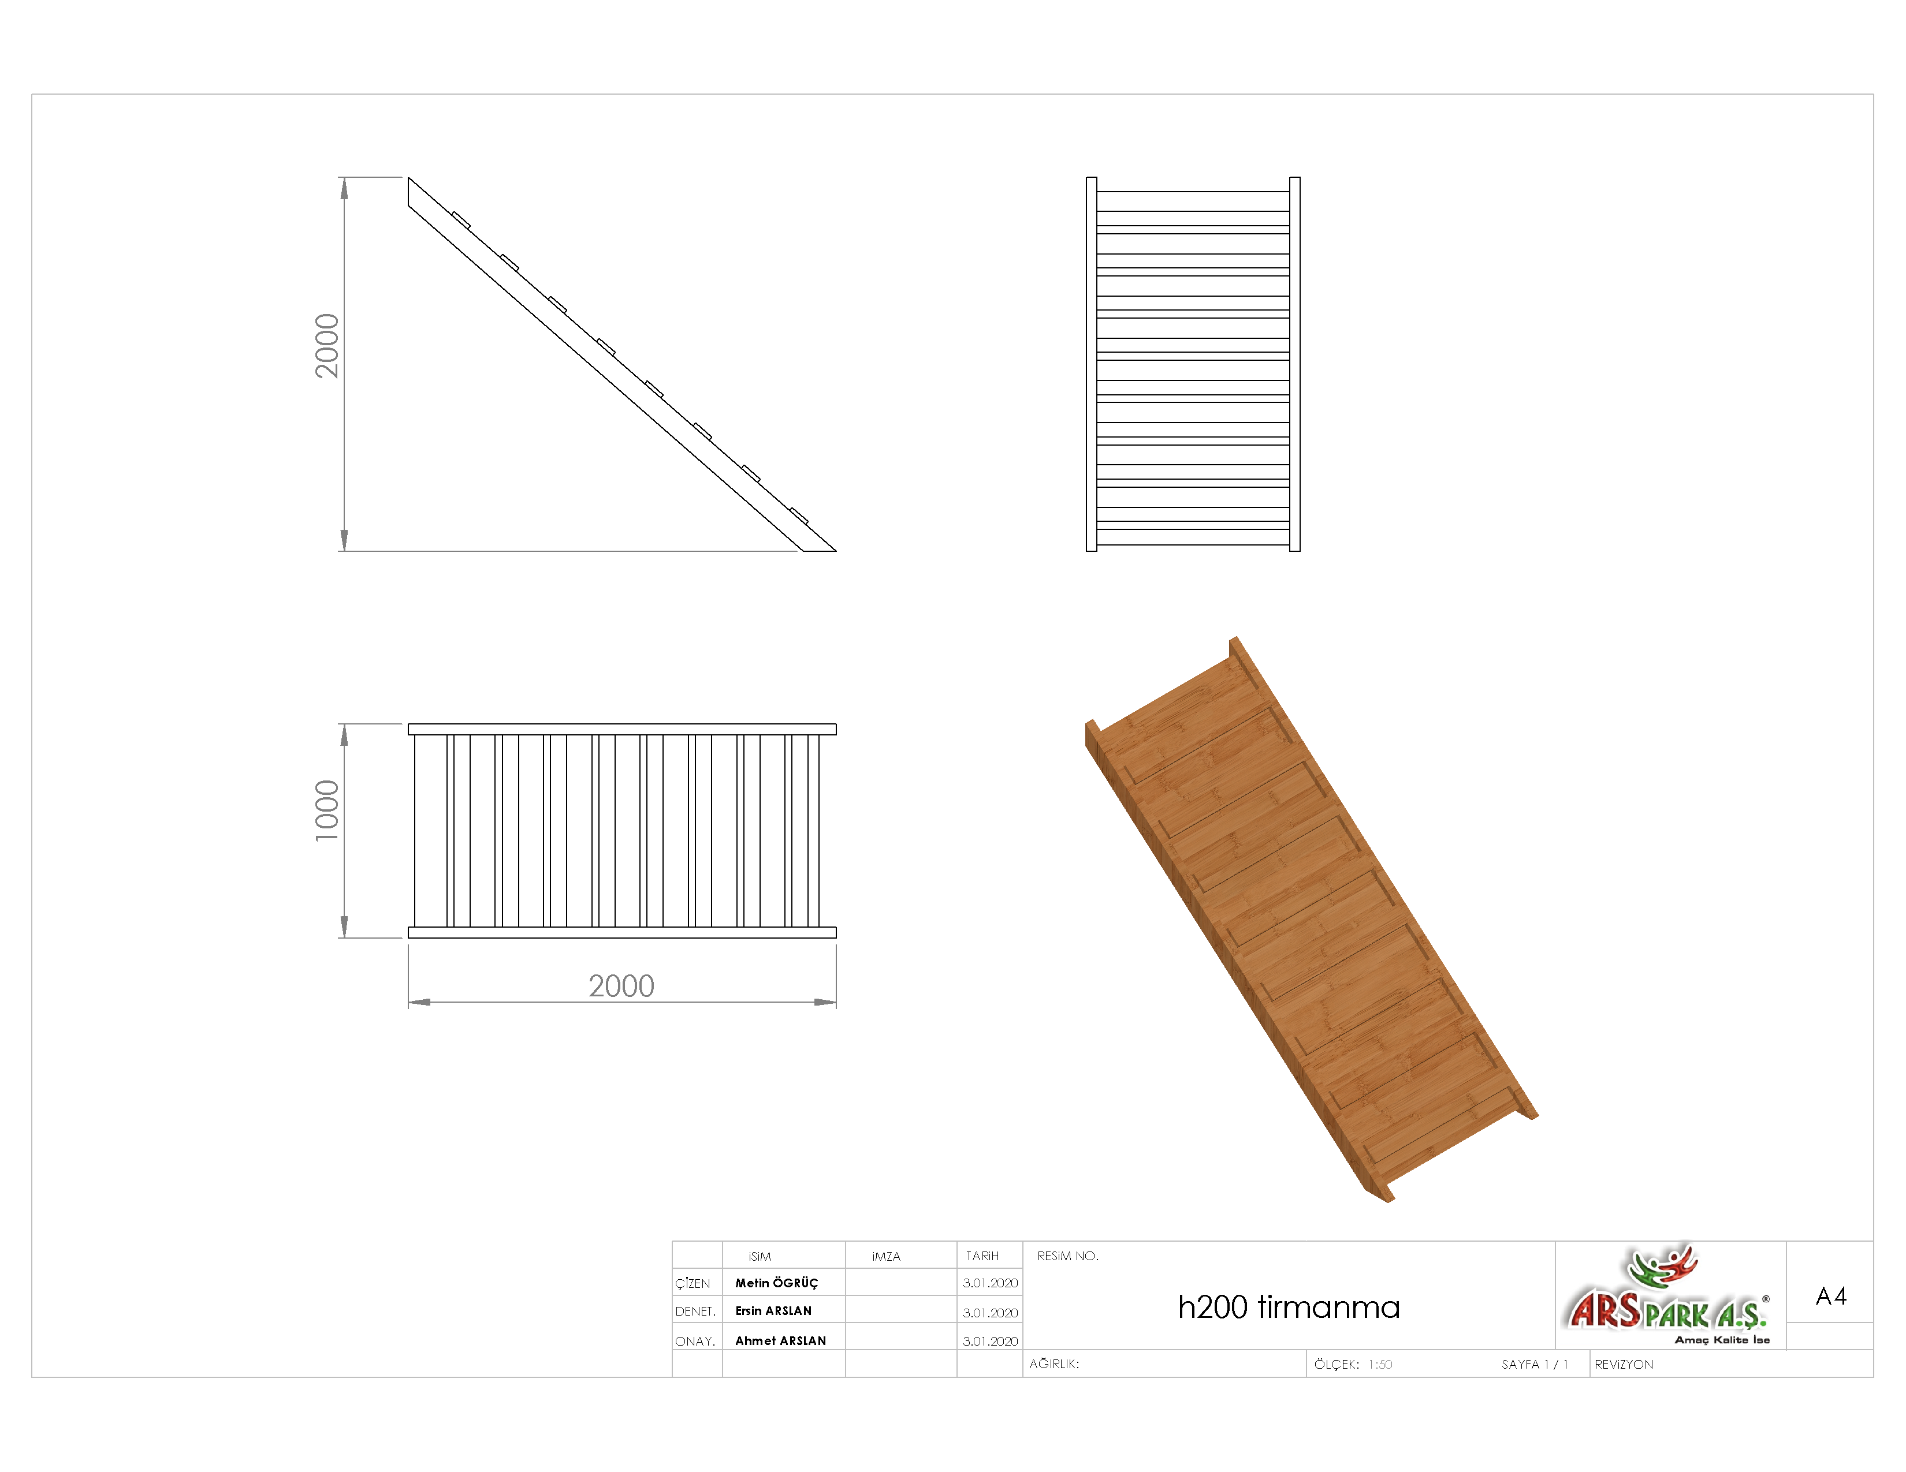 2000
1000
2000
İSİM
İMZA
TARİH
RESİM NO.
ÇİZEN
Metin ÖGRÜÇ
3.01.2020
DENET.
Ersin ARSLAN
3.01.2020
ONAY.
Ahmet ARSLAN
3.01.2020
h200 tirmanma
ARSPARK A.Ş.®
Amaç Kalite İse
A4
AĞIRLIK:
ÖLÇEK: 1:50
SAYFA 1 / 1
REVİZYON